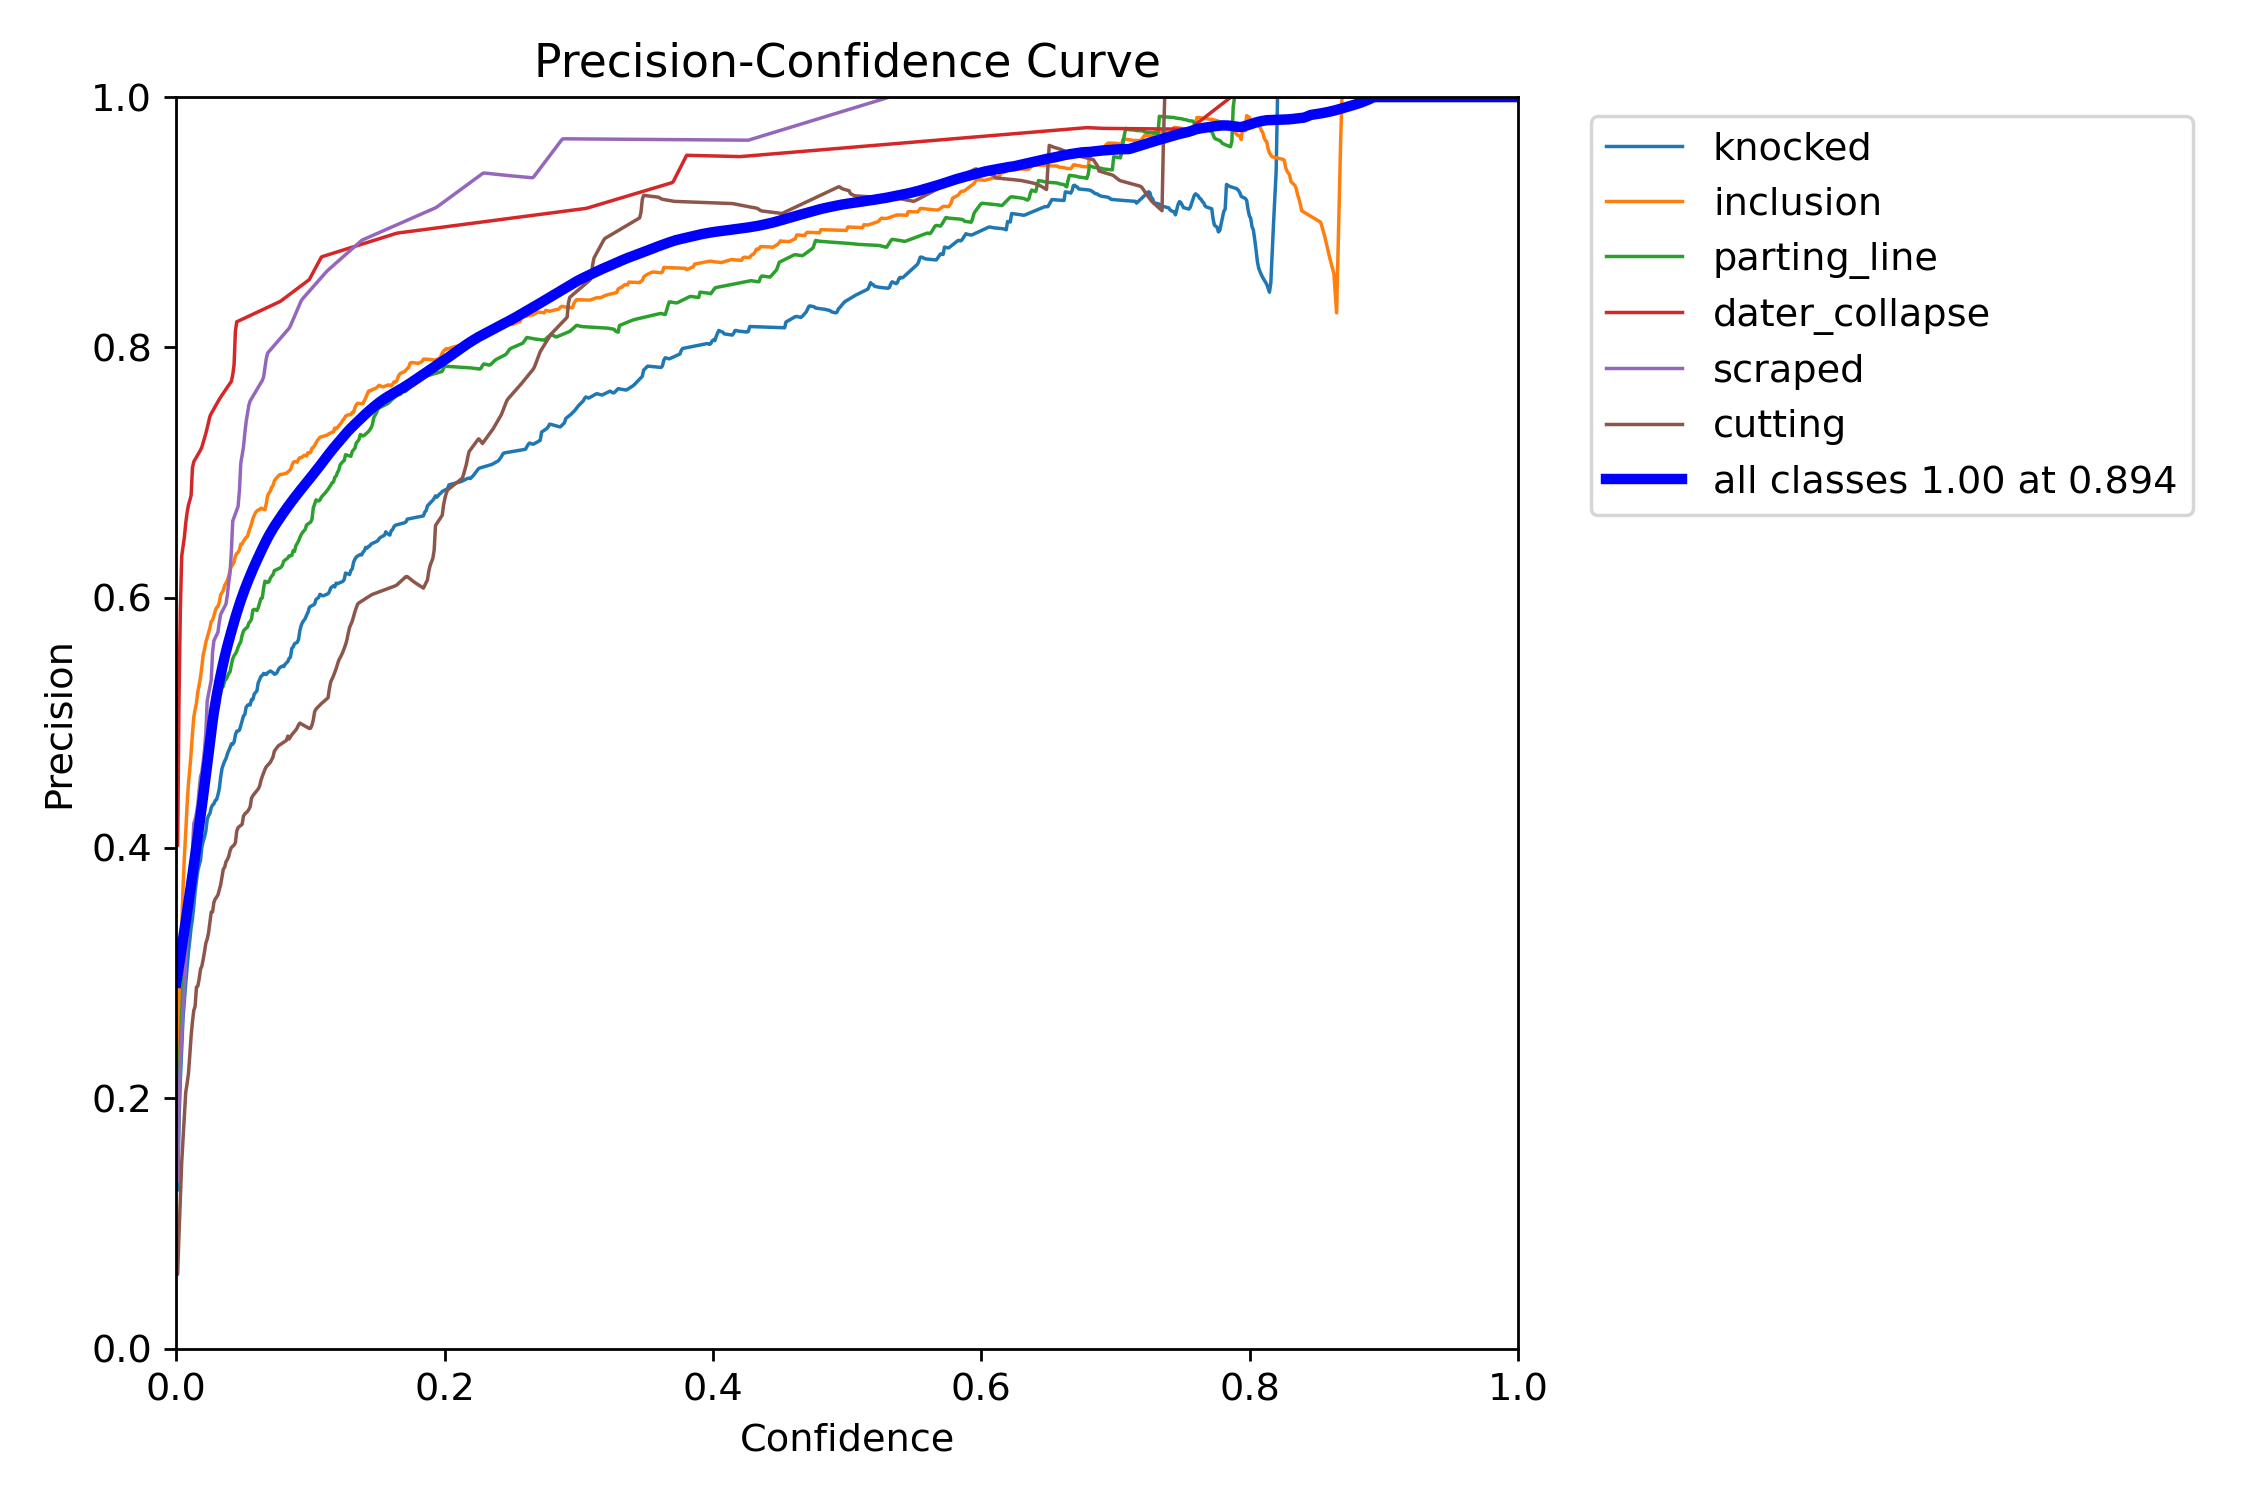 Precision-Confidence Curve
1.0
0.8
0.6
0.4
0.2
0.0
Precision
0.0 0.2 0.4 0.6 0.8 1.0
Confidence
knocked
inclusion
parting_line
dater_collapse
scraped
cutting
all classes 1.00 at 0.894